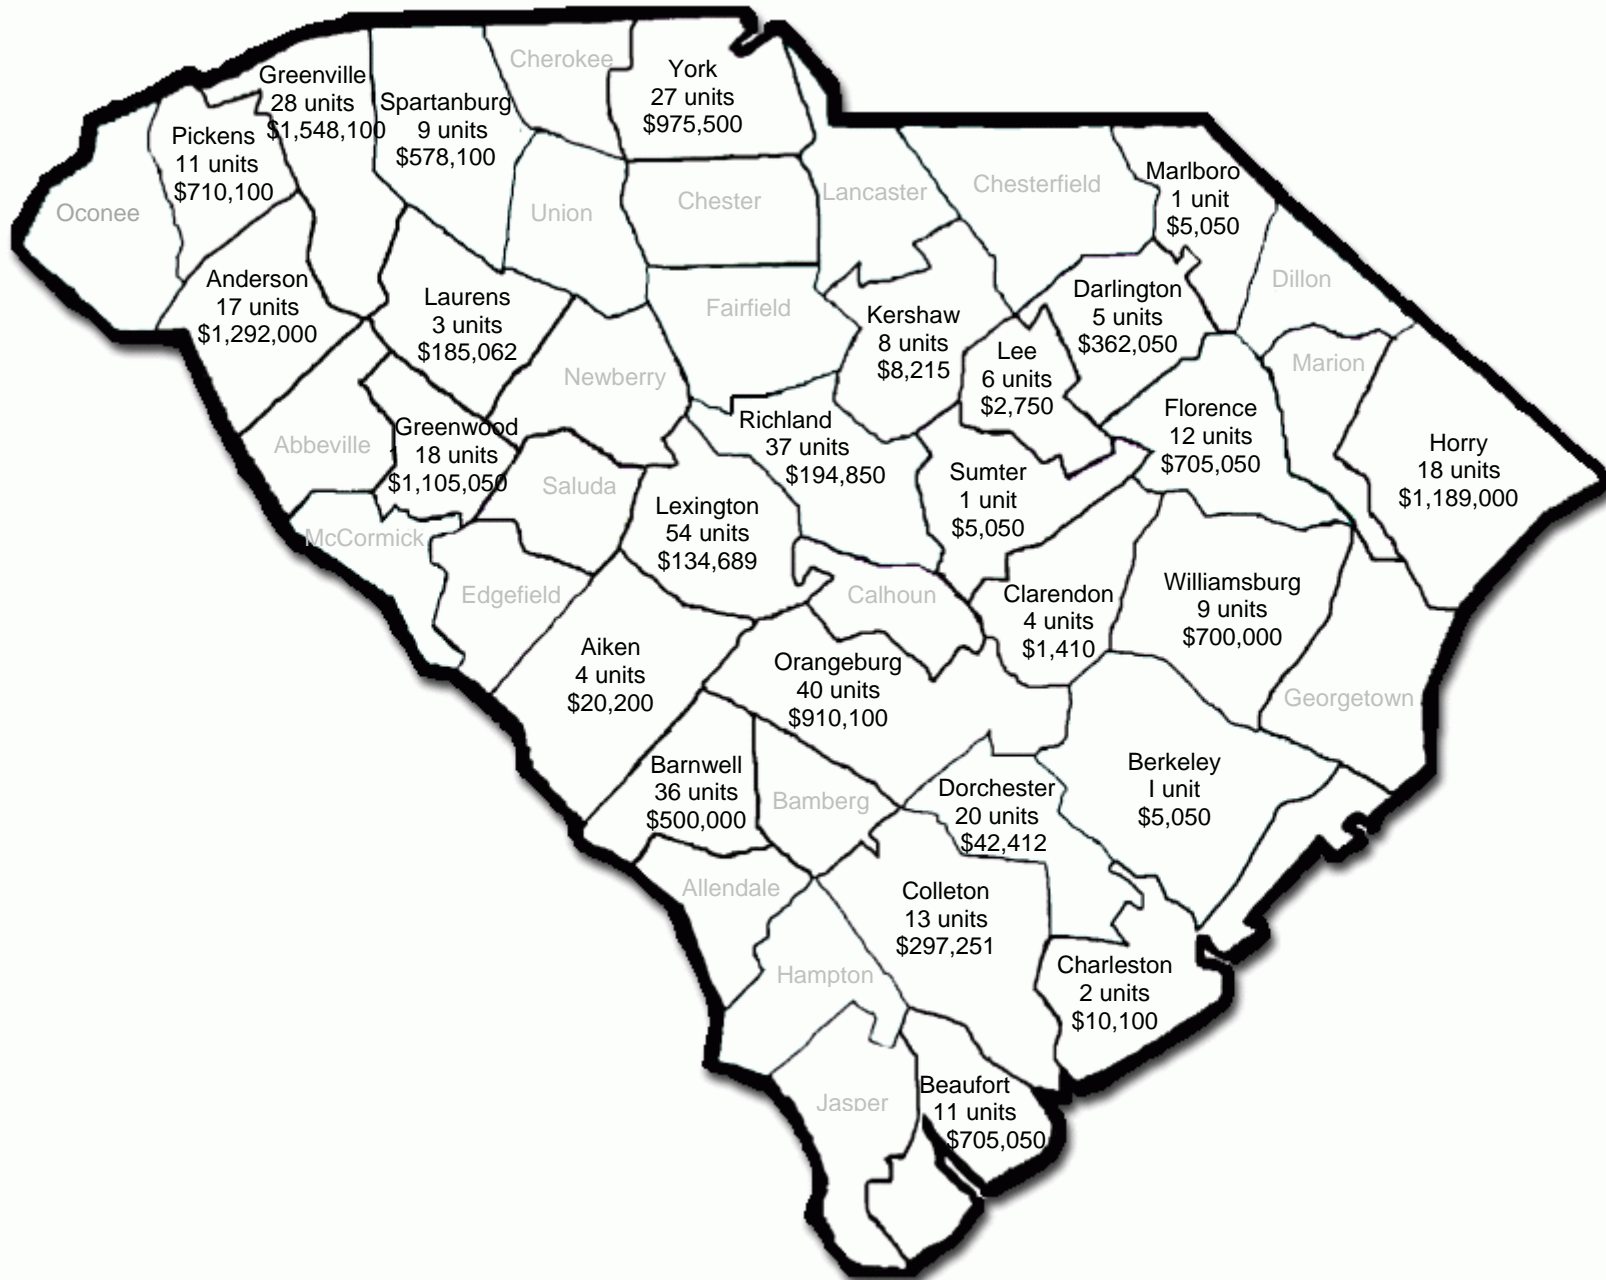 Cherokee
York
27 units
$975,500
Greenville
28 units
$1,548,100
Spartanburg
9 units
$578,100
Pickens
11 units
$710,100
Oconee
Union
Chester
Lancaster
Chesterfield
Marlboro
1 unit
$5,050
Dillon
Anderson
17 units
$1,292,000
Laurens
3 units
$185,062
Fairfield
Kershaw
8 units
$8,215
Darlington
5 units
$362,050
Lee
6 units
$2,750
Marion
Newberry
Abbeville
Greenwood
1 18 units
$1,105,050
Richland
37 units
$194,850
Florence
12 units
$705,050
Horry
18 units
$1,189,000
Saluda
Lexington
54 units
$134,689
Sumter
1 unit
$5,050
McCormick
Edgefield
Calhoun
Clarendon
4 units
$1,410
Williamsburg
9 units
$700,000
Aiken
4 units
$20,200
Orangeburg
40 units
$910,100
Georgetown
Barnwell
36 units
$500,000
Bamberg
Dorchester
20 units
$42,412
Berkeley
I unit
$5,050
Allendale
Colleton
13 units
$297,251
Hampton
Charleston
2 units
$10,100
Jasper
Beaufort
11 units
$705,050